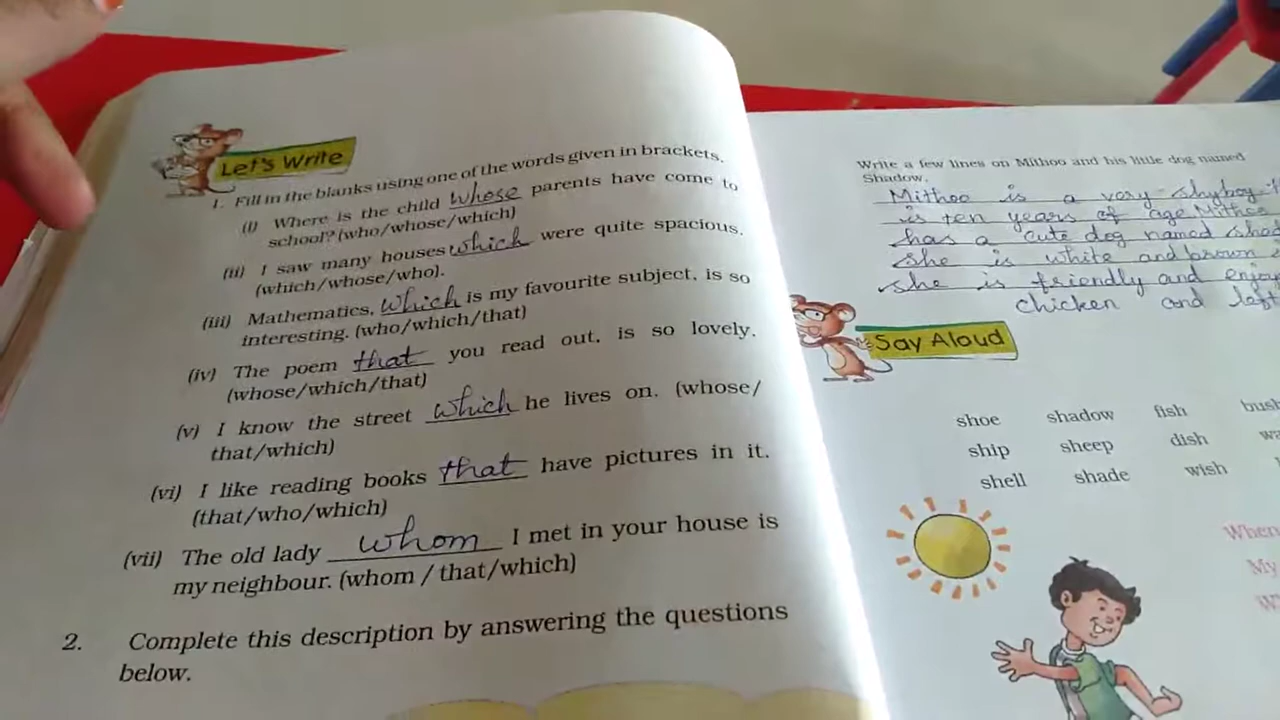 Let's Write
1. Fill in the blanks using one of the words given in brackets.
(i) Where is the child whose parents have come to
school? (who/whose/which)
(ii) I saw many houses which were quite spacious.
(which/whose/who).
(iii) Mathematics, which is my favourite subject, is so
interesting. (who/which/that)
(iv) The poem that you read out, is so lovely.
(whose/which/that)
(v) I know the street which he lives on. (whose/
that/which)
(vi) I like reading books that have pictures in it.
(that/who/which)
(vii) The old lady whom I met in your house is
my neighbour. (whom / that/which)
2. Complete this description by answering the questions
below.
Write a few lines on Mithoo and his little dog named
Shadow.
Mithoo is a very shy boy
is ten years of age Mithoo
has a cute dog named
She is white and brown
she is friendly and
chicken and
Say Aloud
shoe shadow fish bush
ship sheep dish
shell shade wish
When
My